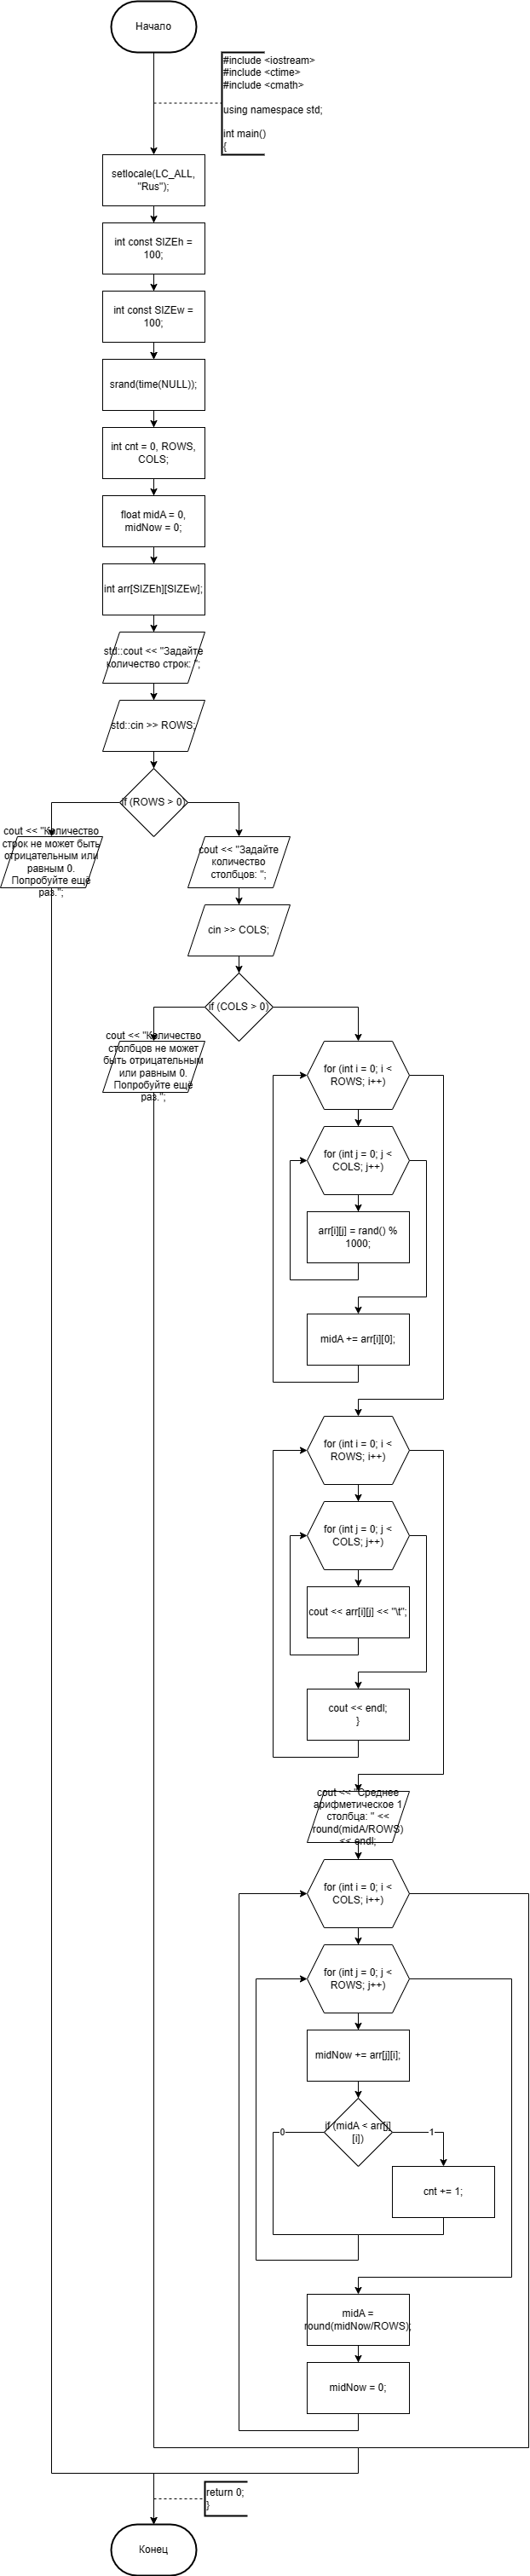 Начало
#include <iostream>
#include <ctime>
#include <cmath>
using namespace std;
int main()
{
setlocale(LC_ALL,
"Rus");
int const SIZEh =
100;
int const SIZEw =
100;
srand(time(NULL));
int cnt = 0, ROWS,
COLS;
float midA = 0,
midNow = 0;
int arr[SIZEh][SIZEw];
std::cout << "Задайте
количество строк: ";
std::cin >> ROWS;
if (ROWS > 0)
cout << "Количество
строк не может быть
отрицательным или
равным 0.
Попробуйте ещё
раз.";
cout << "Задайте
количество
столбцов: ";
cin >> COLS;
if (COLS > 0)
cout << "Количество
столбцов не может
быть отрицательным
или равным 0.
Попробуйте ещё
раз.";
for (int i = 0; i <
ROWS; i++)
for (int j = 0; j <
COLS; j++)
arr[i][j] = rand() %
1000;
midA += arr[i][0];
for (int i = 0; i <
ROWS; i++)
for (int j = 0; j <
COLS; j++)
cout << arr[i][j] << "\t";
cout << endl;
}
cout << "Среднее
арифметическое 1
столбца: " <<
round(midA/ROWS)
<< endl;
for (int i = 0; i <
COLS; i++)
for (int j = 0; j <
ROWS; j++)
midNow += arr[j][i];
if (midA < arr[j]
[i])
0
1
cnt += 1;
midA =
round(midNow/ROWS);
midNow = 0;
return 0;
}
Конец